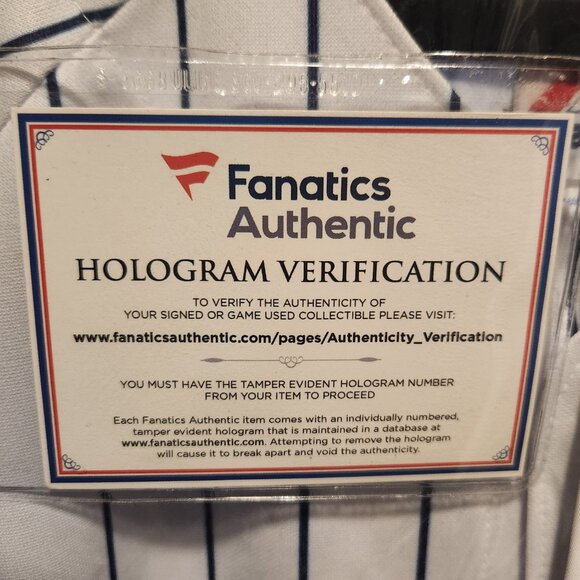 Fanatics
Authentic
HOLOGRAM VERIFICATION
TO VERIFY THE AUTHENTICITY OF
YOUR SIGNED OR GAME USED COLLECTIBLE PLEASE VISIT:
www.fanaticsauthentic.com/pages/Authenticity_Verification
YOU MUST HAVE THE TAMPER EVIDENT HOLOGRAM NUMBER
FROM YOUR ITEM TO PROCEED
Each Fanatics Authentic item comes with an individually numbered,
tamper evident hologram that is maintained in a database at
www.fanaticsauthentic.com. Attempting to remove the hologram
will cause it to break apart and void the authenticity.